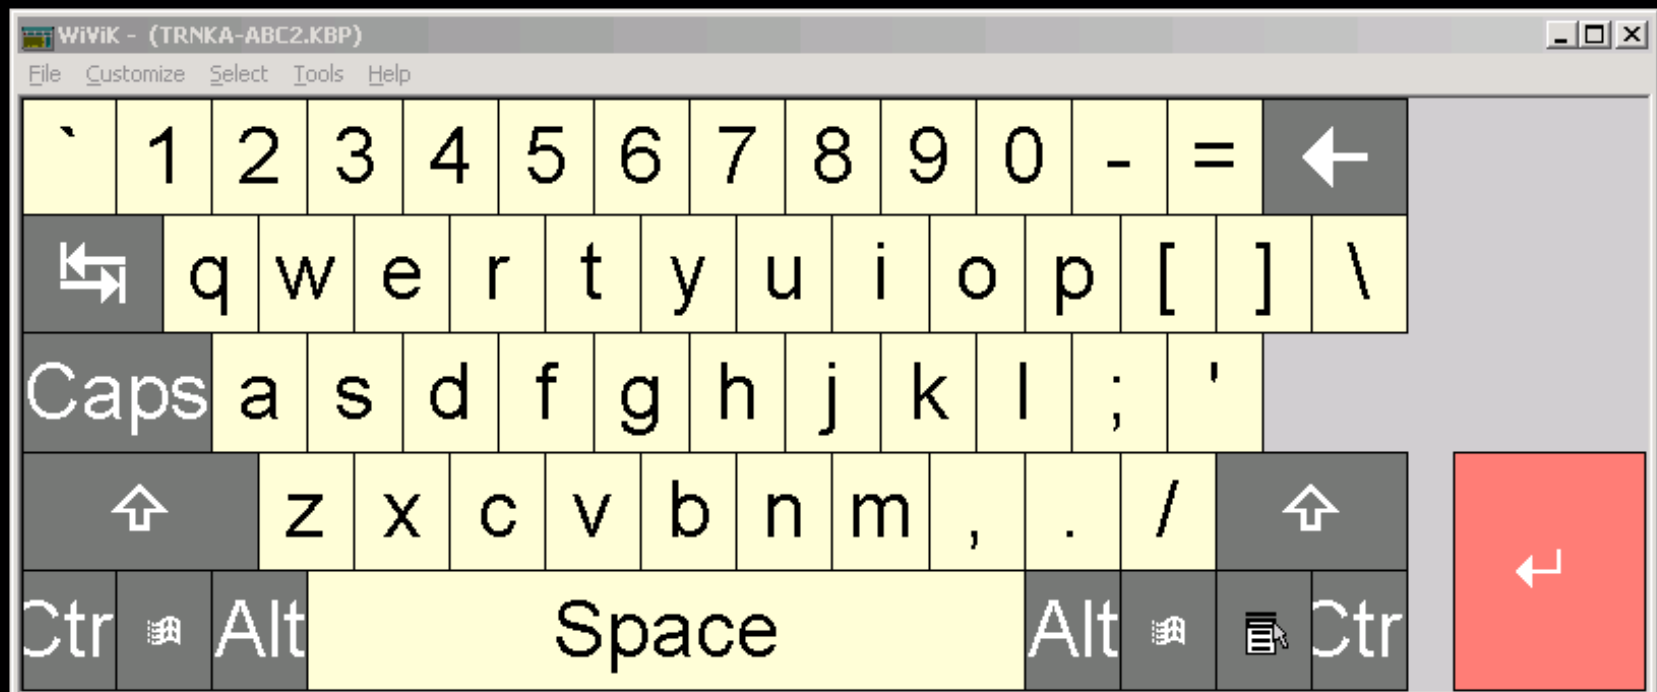 WiViK - (TRNKA-ABC2.KBP)
File Customize Select Tools Help
` 1 2 3 4 5 6 7 8 9 0 - =
q w e r t y u i o p [ ] \
Caps a s d f g h j k l ; '
z x c v b n m , . /
Ctr Alt Space Alt Ctr